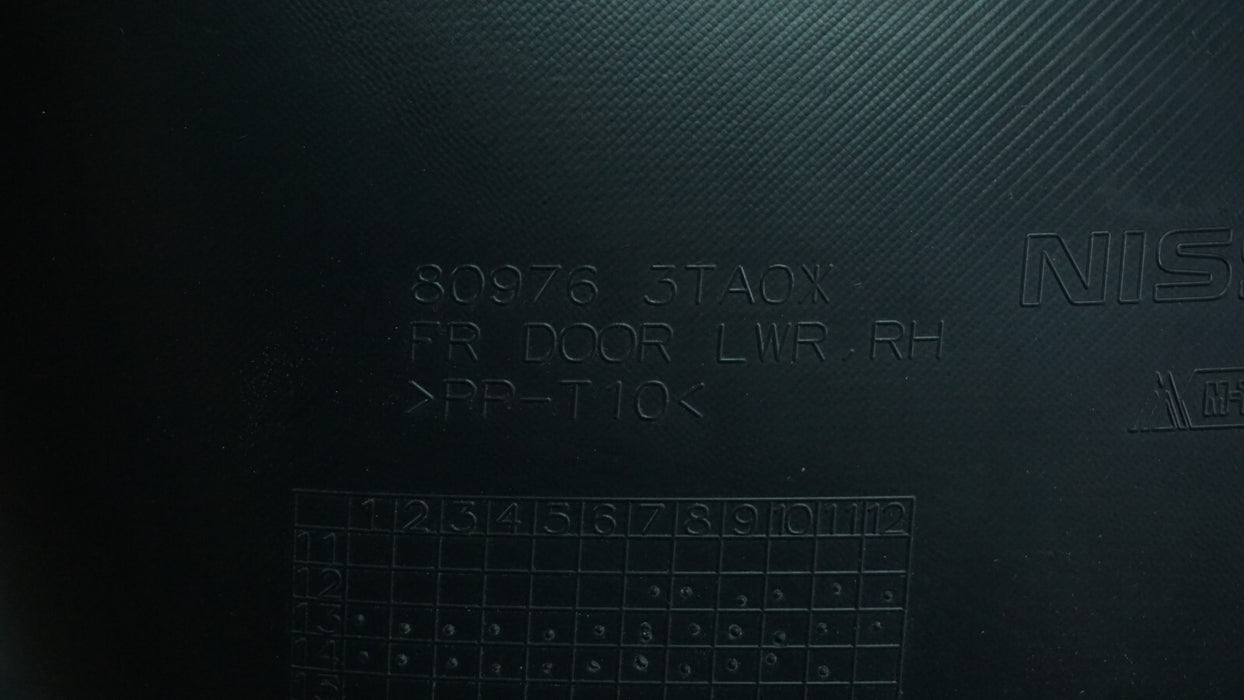 80976 3TA0X
FR DOOR LWR RH
>PP-T10<
NISS
1 2 3 4 5 6 7 8 9 10 11 12
11
12
13
14